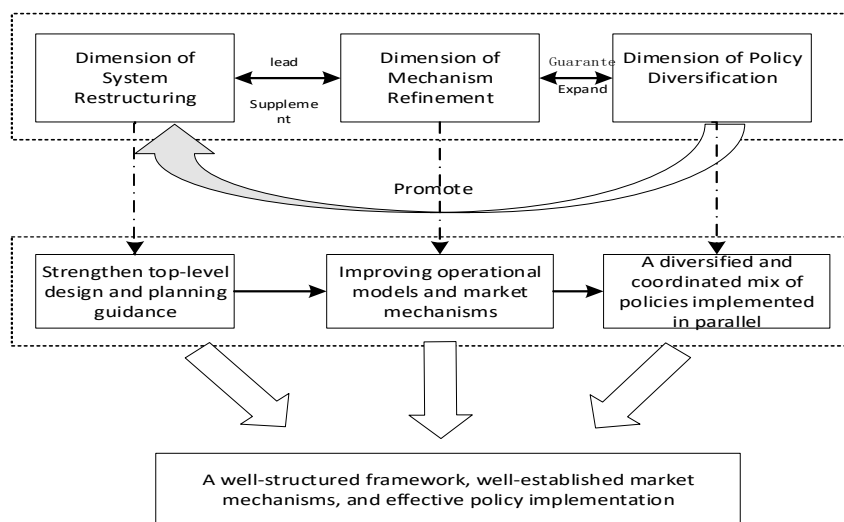 Dimension of
System
Restructuring
lead
Suppleme
nt
Dimension of
Mechanism
Refinement
Guarante
Expand
Dimension of Policy
Diversification
Promote
Strengthen top-level
design and planning
guidance
Improving operational
models and market
mechanisms
A diversified and
coordinated mix of
policies implemented
in parallel
A well-structured framework, well-established market
mechanisms, and effective policy implementation